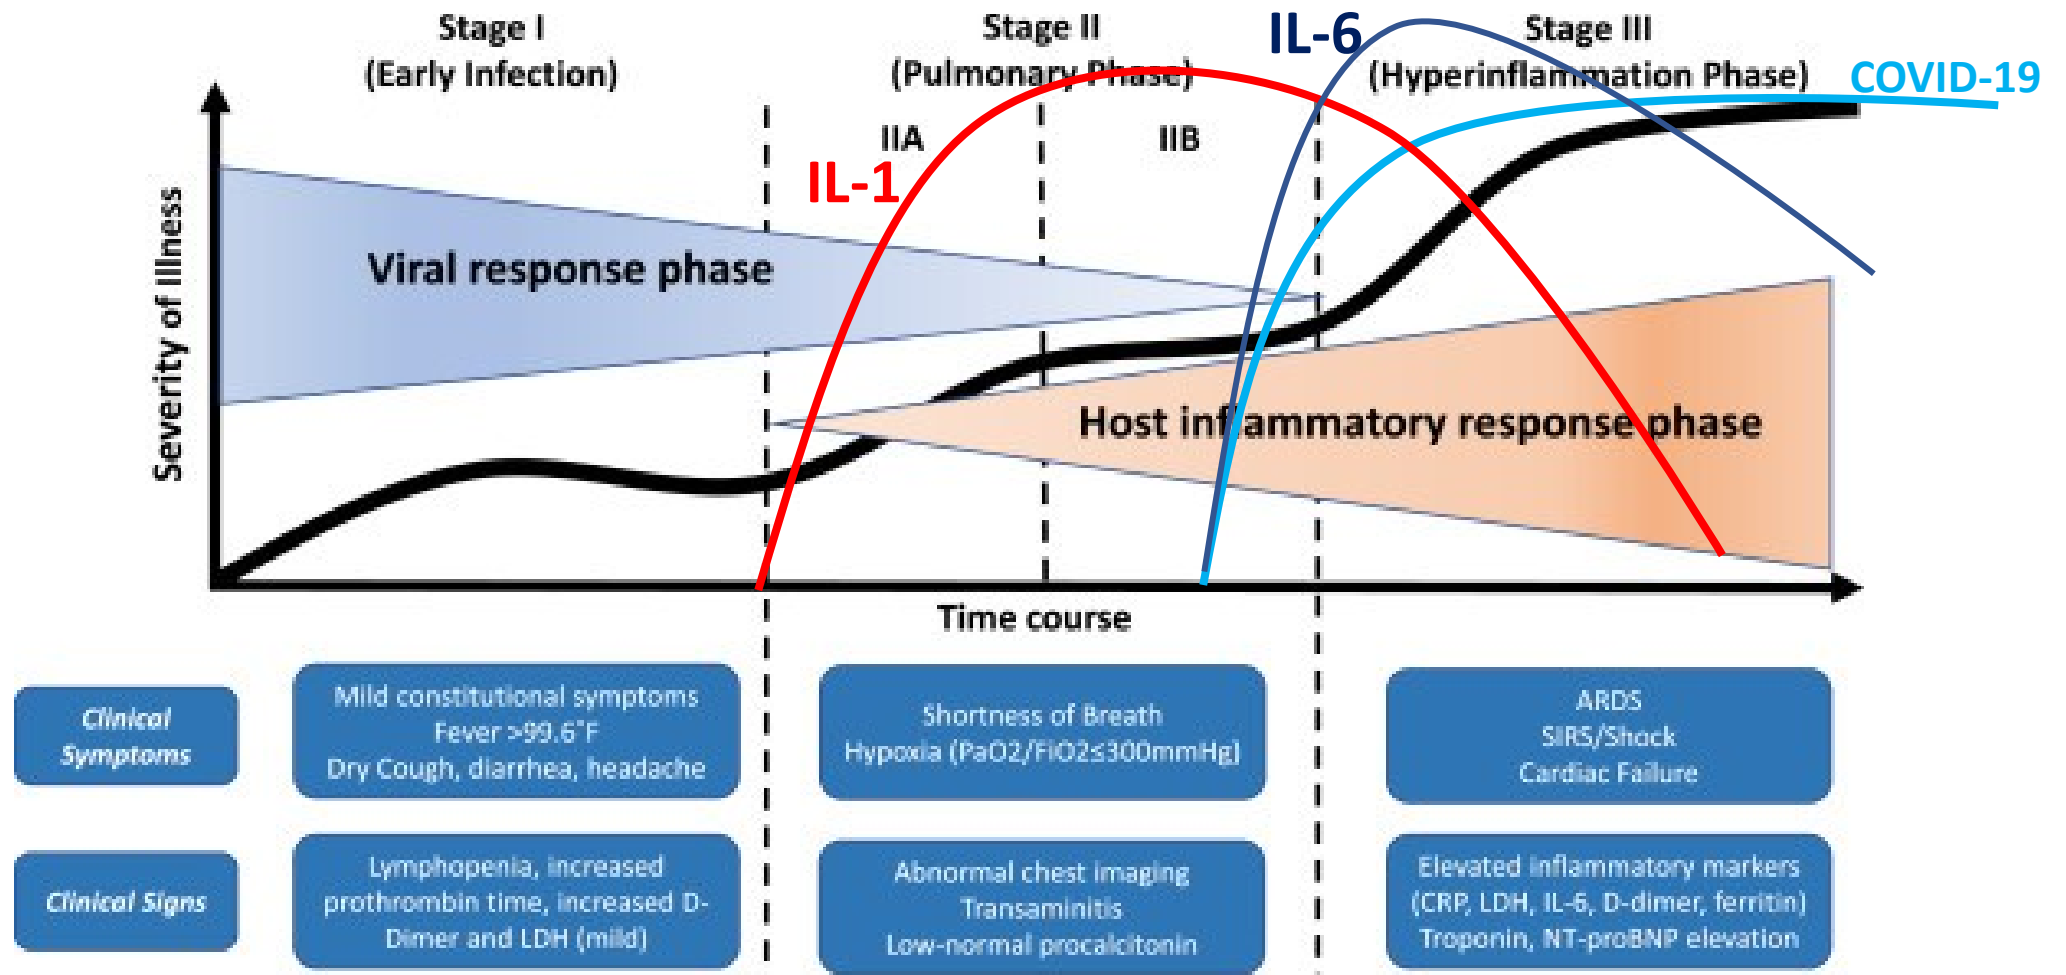 Stage I
(Early Infection)
Stage II
(Pulmonary Phase)
IL-6
Stage III
(Hyperinflammation Phase)
COVID-19
IIA
IIB
IL-1
Severity of Illness
Viral response phase
Host inflammatory response phase
Time course
Clinical
Symptoms
Mild constitutional symptoms
Fever >99.6°F
Dry Cough, diarrhea, headache
Shortness of Breath
Hypoxia (PaO2/FiO2≤300mmHg)
ARDS
SIRS/Shock
Cardiac Failure
Clinical Signs
Lymphopenia, increased
prothrombin time, increased D-
Dimer and LDH (mild)
Abnormal chest imaging
Transaminitis
Low-normal procalcitonin
Elevated inflammatory markers
(CRP, LDH, IL-6, D-dimer, ferritin)
Troponin, NT-proBNP elevation